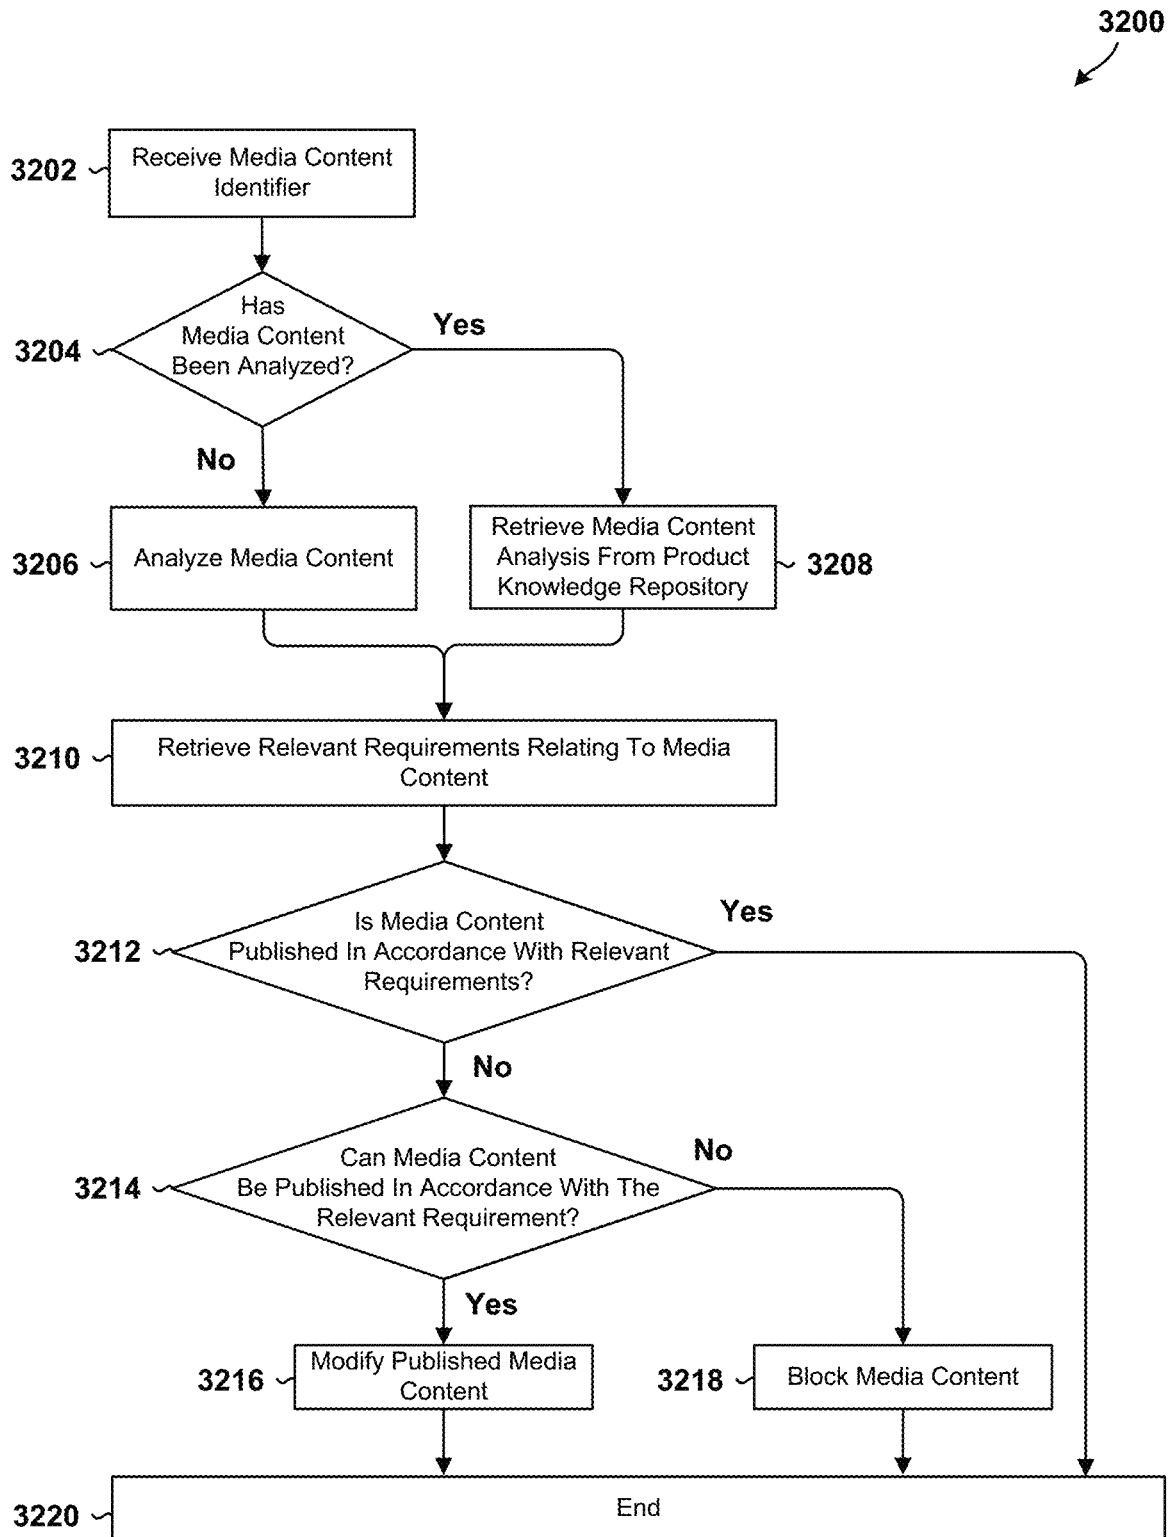 3200
3202
Receive Media Content
Identifier
3204
Has
Media Content
Been Analyzed?
Yes
No
3206
Analyze Media Content
Retrieve Media Content
Analysis From Product
Knowledge Repository
3208
3210
Retrieve Relevant Requirements Relating To Media
Content
3212
Is Media Content
Published In Accordance With Relevant
Requirements?
Yes
No
3214
Can Media Content
Be Published In Accordance With The
Relevant Requirement?
No
Yes
3216
Modify Published Media
Content
3218
Block Media Content
3220
End